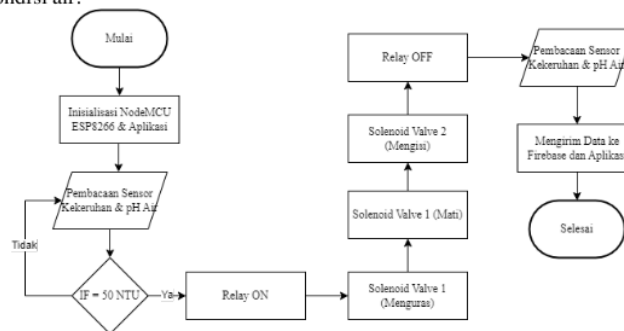 air.
Mulai
Inisialisasi NodeMCU
ESP8266 & Aplikasi
Pembacaan Sensor
Kekeruhan & pH Air
Tidak
IF = 50 NTU
Ya
Relay ON
Solenoid Valve 1
(Menguras)
Solenoid Valve 1 (Mati)
Solenoid Valve 2
(Mengisi)
Relay OFF
Pembacaan Sensor
Kekeruhan & pH Air
Mengirim Data ke
Firebase dan Aplikasi
Selesai